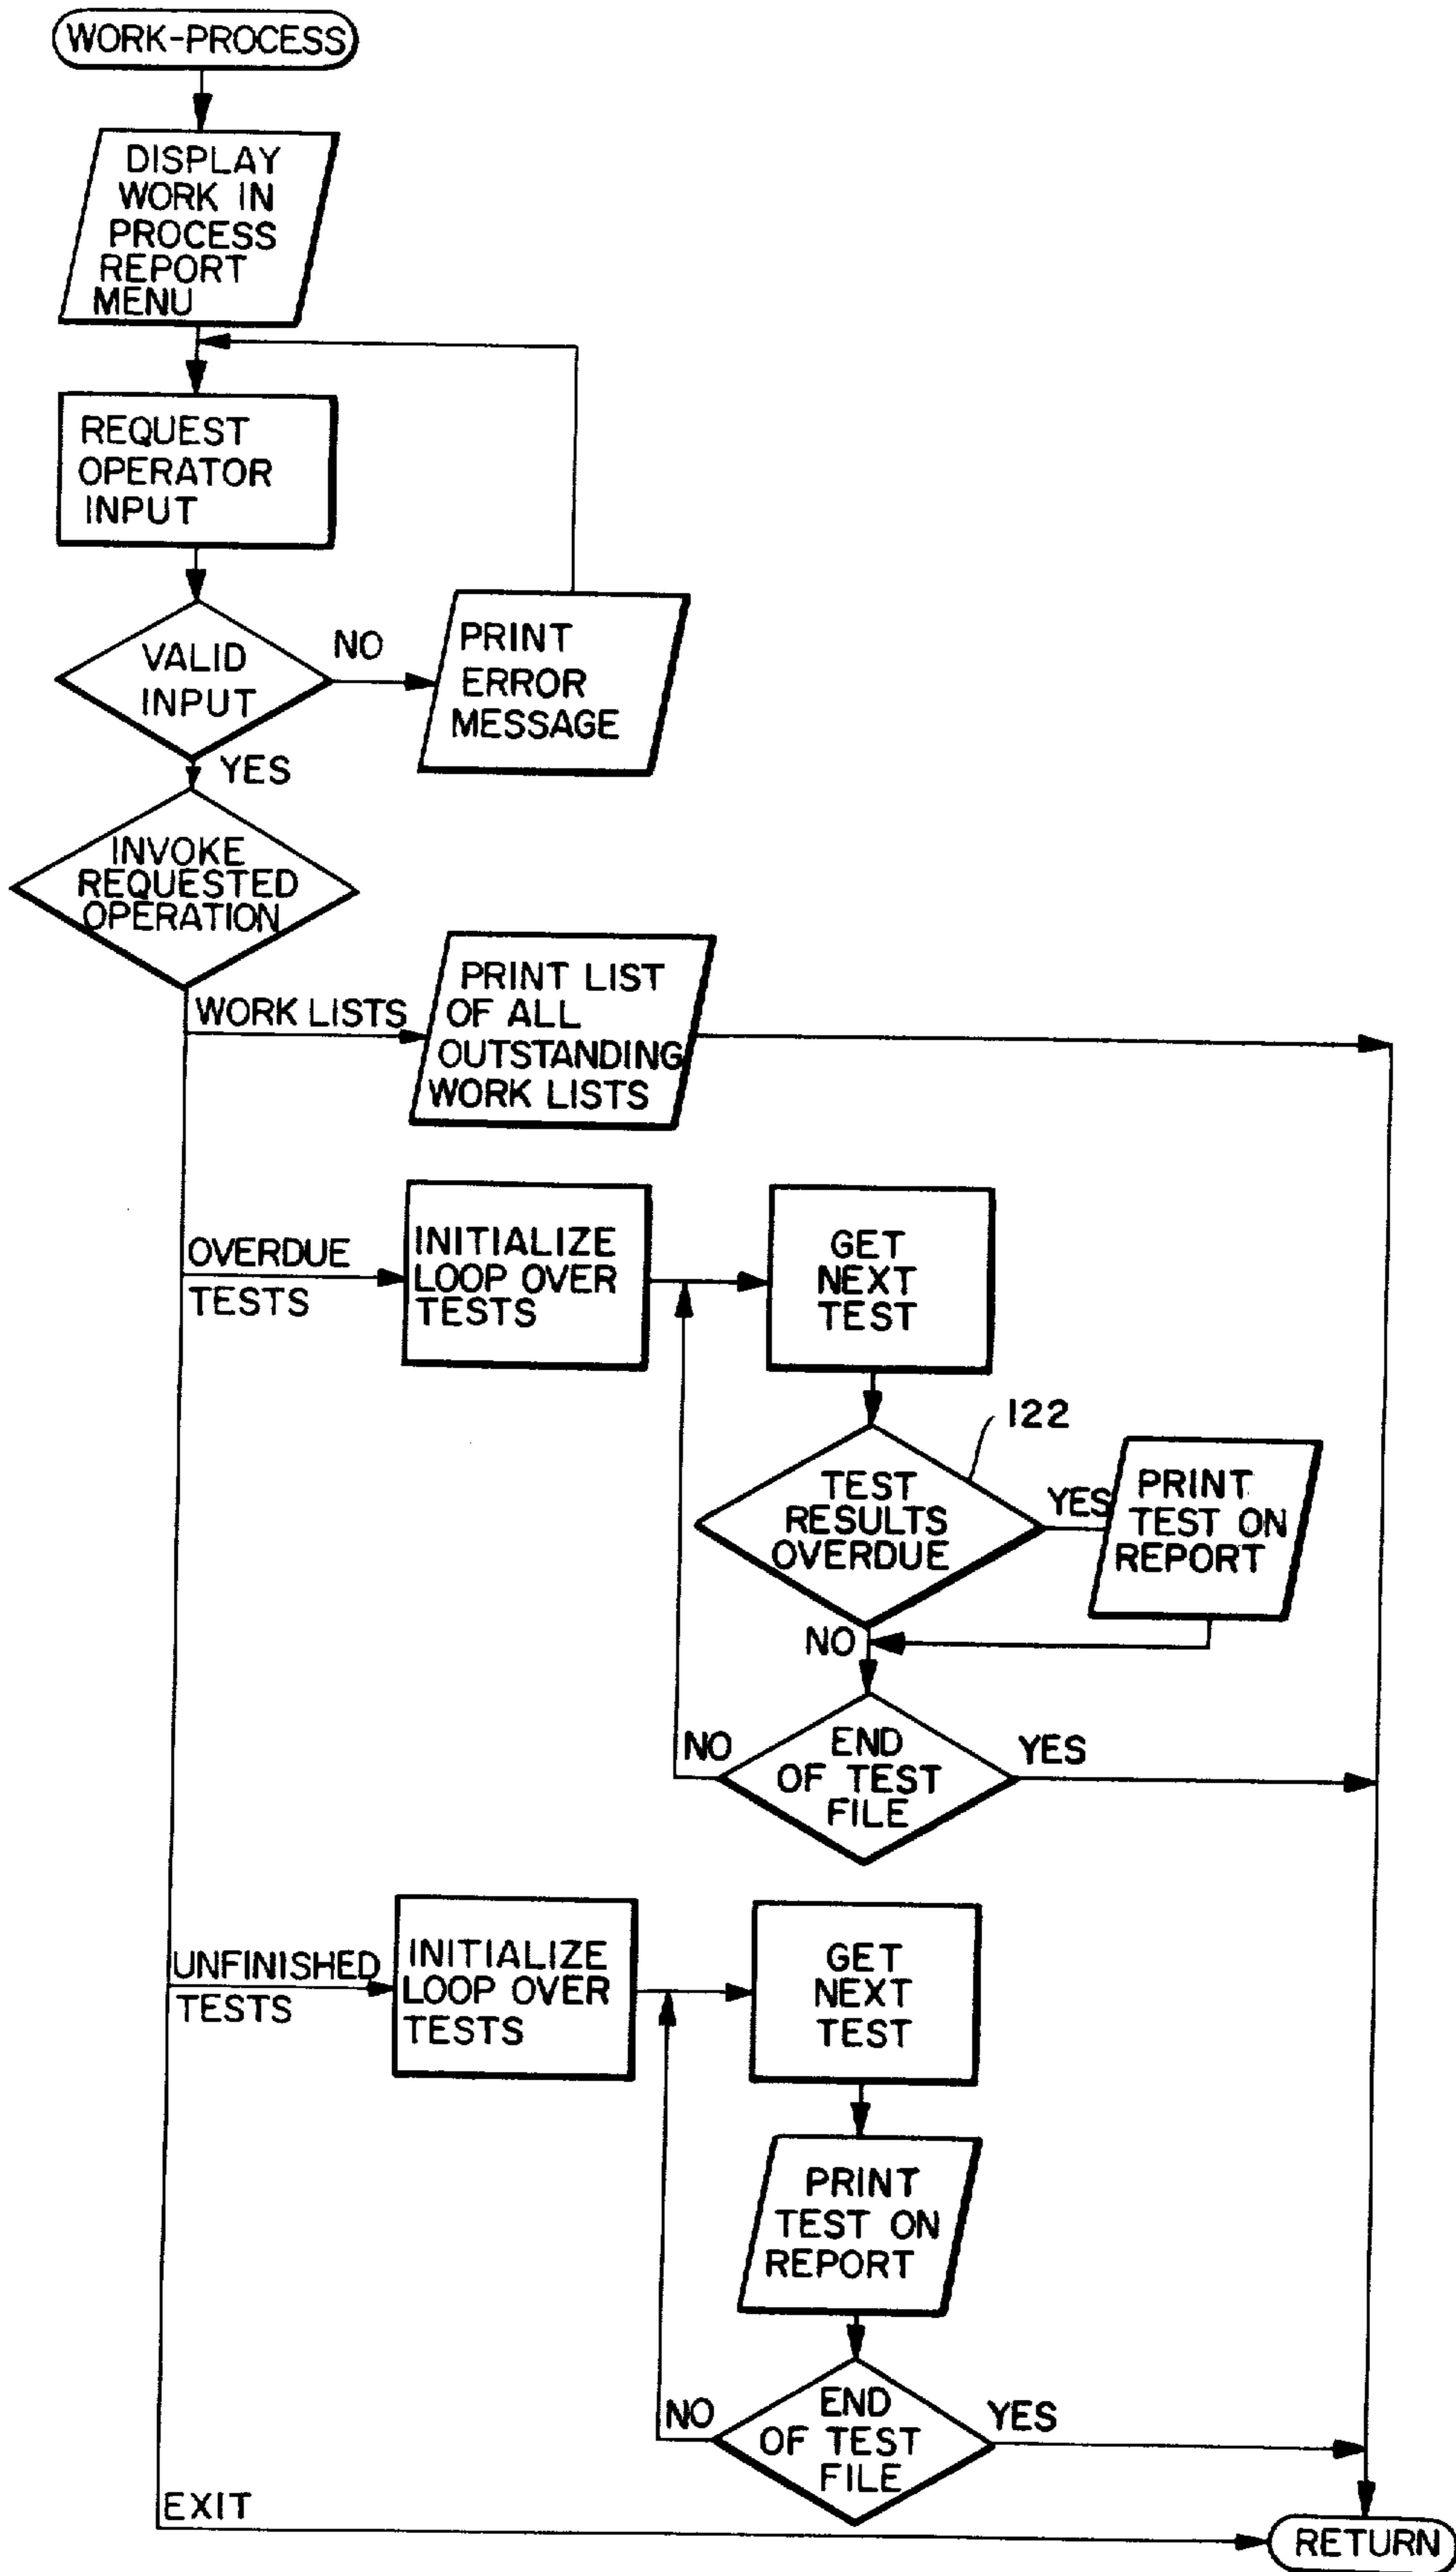 WORK-PROCESS
DISPLAY
WORK IN
PROCESS
REPORT
MENU
REQUEST
OPERATOR
INPUT
VALID
INPUT
NO
PRINT
ERROR
MESSAGE
YES
INVOKE
REQUESTED
OPERATION
WORK LISTS
PRINT LIST
OF ALL
OUTSTANDING
WORK LISTS
OVERDUE
TESTS
INITIALIZE
LOOP OVER
TESTS
GET
NEXT
TEST
122
TEST
RESULTS
OVERDUE
YES
PRINT
TEST ON
REPORT
NO
END
OF TEST
FILE
NO
YES
UNFINISHED
TESTS
INITIALIZE
LOOP OVER
TESTS
GET
NEXT
TEST
PRINT
TEST ON
REPORT
END
OF TEST
FILE
NO
YES
EXIT
RETURN